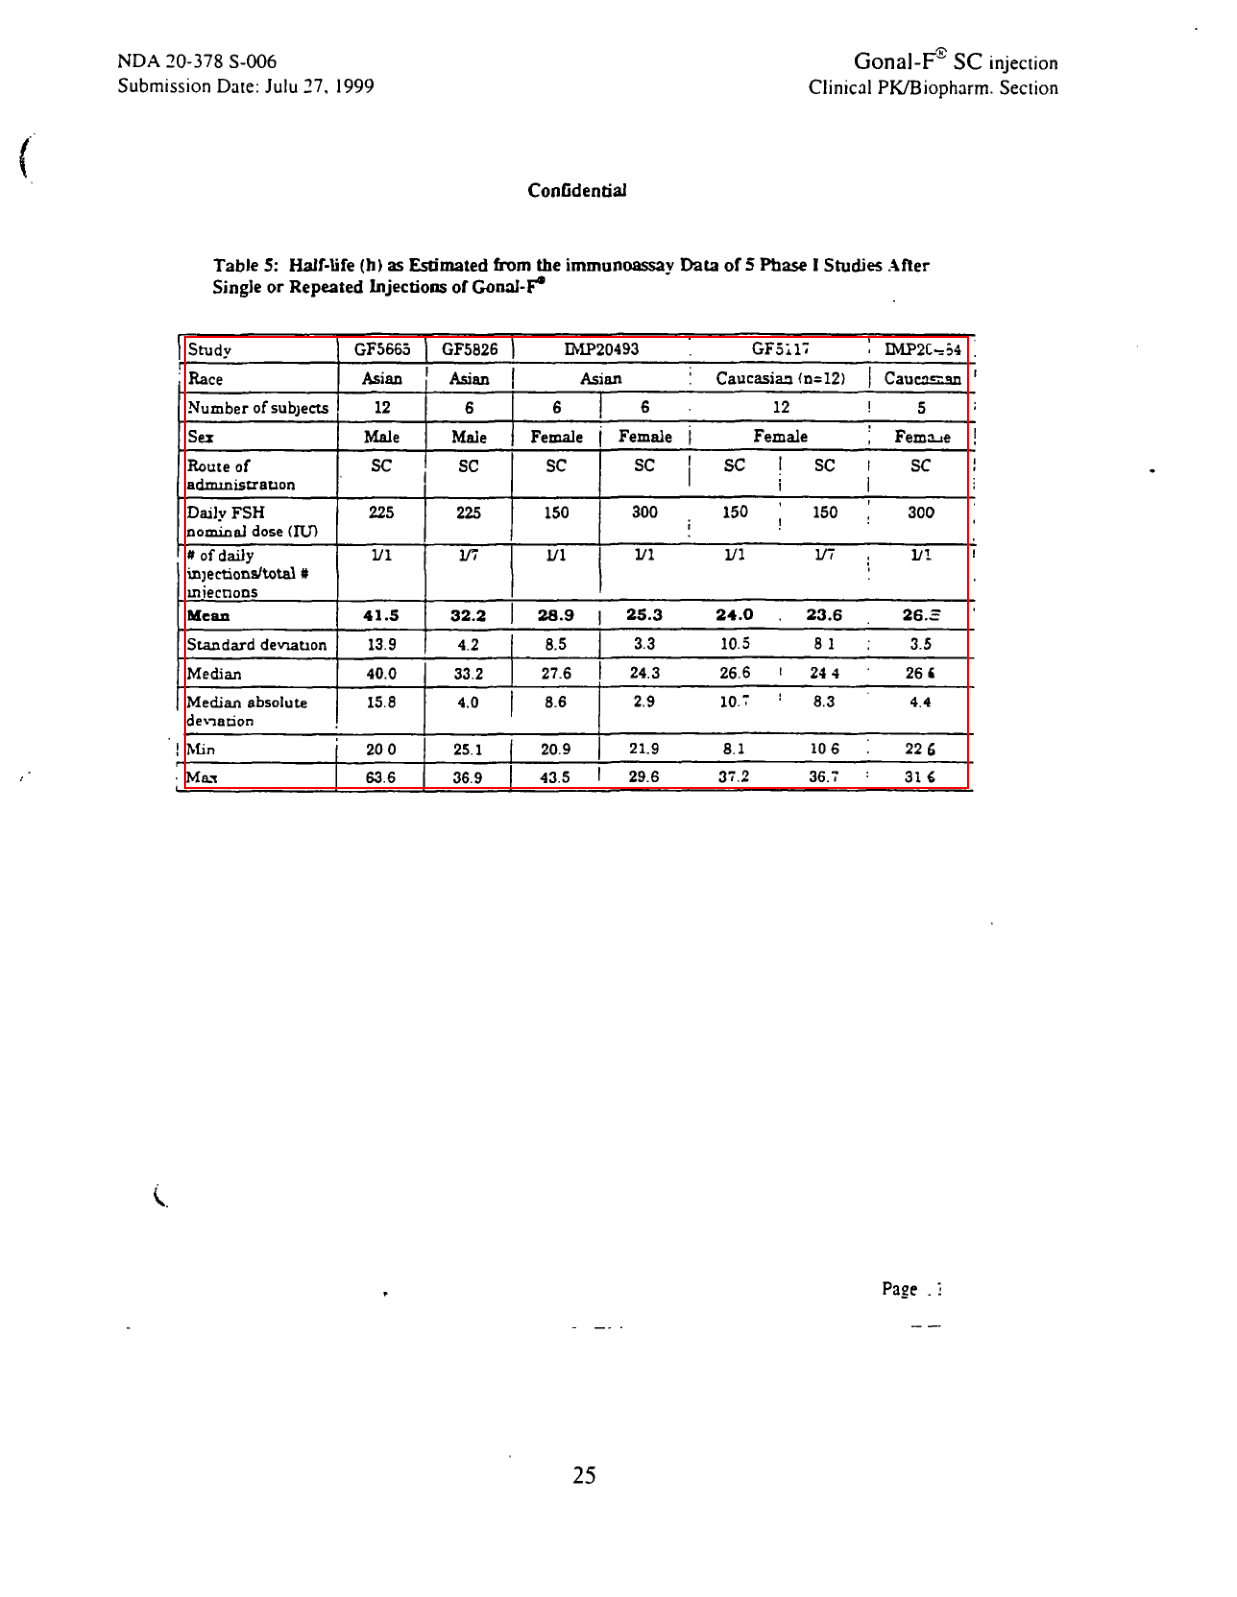 NDA 20-378 S-006
Gonal-F® SC injection
Submission Date: Julu 27, 1999
Clinical PK/Biopharm. Section
Confidential
Table 5: Half-life (h) as Estimated from the immunoassay Data of 5 Phase I Studies After
Single or Repeated Injections of Gonal-F®
Study GF5665 GF5826 IMP20493 GF5117
Race Asian Asian Asian Caucasian (n=12) Caucasian
Number of subjects 12 6 6 6 12 5
Sex Male Male Female Female Female Female
Route of SC SC SC SC SC SC SC
administration
Daily FSH 225 225 150 300 150 150 300
nominal dose (IU)
# of daily 1/1 1/7 1/1 1/1 1/1 1/7 1/1
injections/total #
injections
Mean 41.5 32.2 28.9 25.3 24.0 23.6
Standard deviation 13.9 4.2 8.5 3.3 10.5 8 1 3.5
Median 40.0 33.2 27.6 24.3 26.6 24 4 26 6
Median absolute 15.8 4.0 8.6 2.9 10.7 8.3 4.4
deviation
Min 20 0 25.1 20.9 21.9 8.1 10 6 22 6
Max 63.6 36.9 43.5 29.6 37.2 36.7 31 6
Page
25